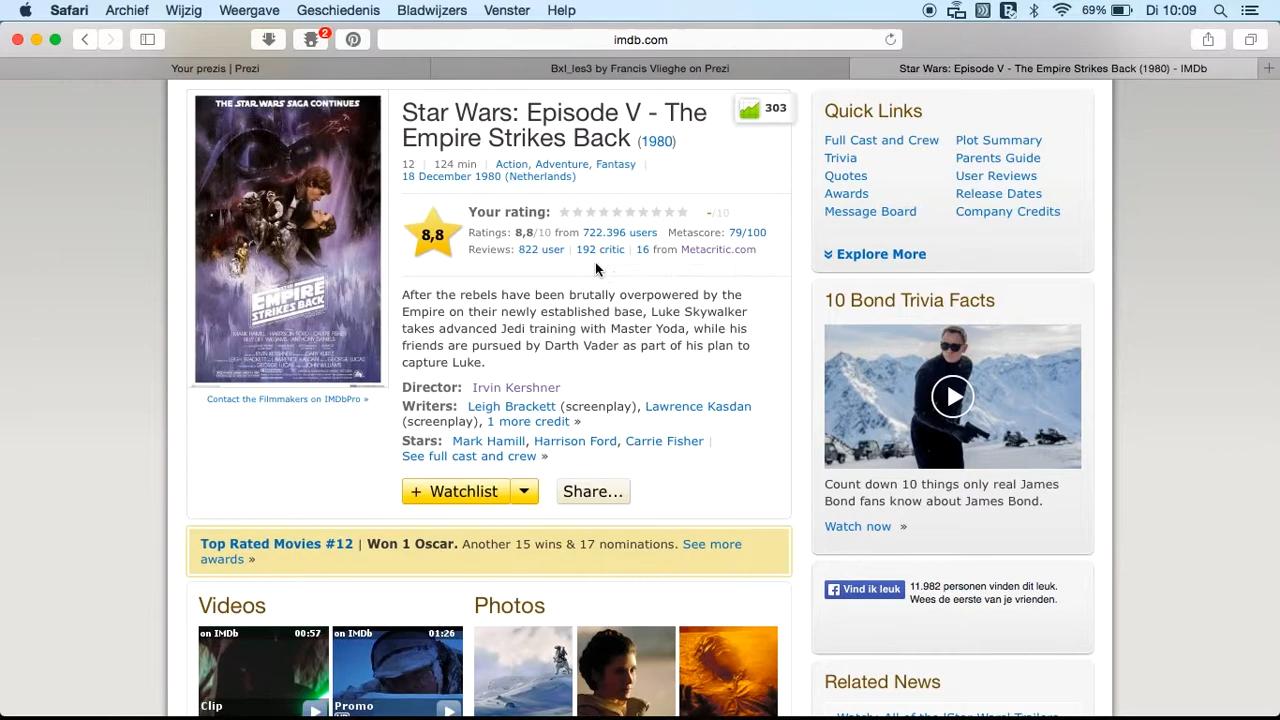 Safari Archief Wijzig Weergave Geschiedenis Bladwijzers Venster Help
69% Di 10:09
2
imdb.com
Your prezis | Prezi
Bxl_les3 by Francis Vlieghe on Prezi
Star Wars: Episode V - The Empire Strikes Back (1980) - IMDb
THE STAR WARS SAGA CONTINUES
THE
EMPIRE
STRIKES BACK
Contact the Filmmakers on IMDbPro »
Star Wars: Episode V - The
Empire Strikes Back (1980)
303
12 | 124 min | Action, Adventure, Fantasy |
18 December 1980 (Netherlands)
8,8
Your rating: -/10
Ratings: 8,8/10 from 722.396 users Metascore: 79/100
Reviews: 822 user | 192 critic | 16 from Metacritic.com
After the rebels have been brutally overpowered by the
Empire on their newly established base, Luke Skywalker
takes advanced Jedi training with Master Yoda, while his
friends are pursued by Darth Vader as part of his plan to
capture Luke.
Director: Irvin Kershner
Writers: Leigh Brackett (screenplay), Lawrence Kasdan
(screenplay), 1 more credit »
Stars: Mark Hamill, Harrison Ford, Carrie Fisher |
See full cast and crew »
+ Watchlist
Share...
Top Rated Movies #12 | Won 1 Oscar. Another 15 wins & 17 nominations. See more
awards »
Videos
on IMDb 00:57
Clip
on IMDb 01:26
Promo
Photos
Quick Links
Full Cast and Crew Plot Summary
Trivia Parents Guide
Quotes User Reviews
Awards Release Dates
Message Board Company Credits
Explore More
10 Bond Trivia Facts
Count down 10 things only real James
Bond fans know about James Bond.
Watch now »
Vind ik leuk
11.982 personen vinden dit leuk.
Wees de eerste van je vrienden.
Related News